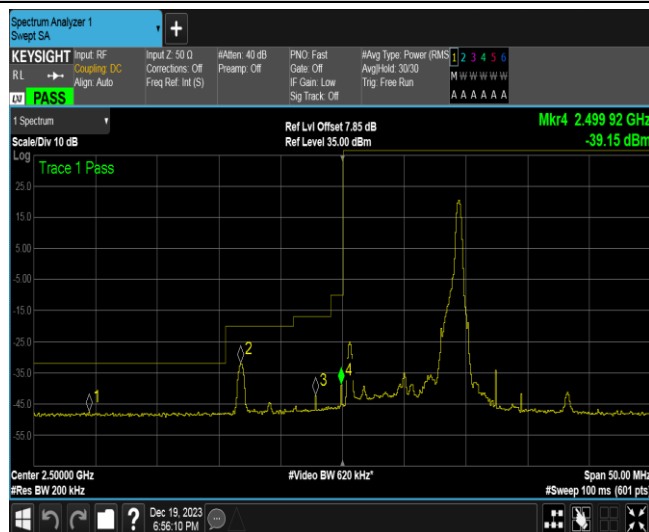 Spectrum Analyzer 1
Swept SA
+
KEYSIGHT
RL
LXI PASS
Input: RF
Coupling: DC
Align: Auto
Input Z: 50 Ω
Corrections: Off
Freq Ref: Int (S)
#Atten: 40 dB
Preamp: Off
PNO: Fast
Gate: Off
IF Gain: Low
Sig Track: Off
#Avg Type: Power (RMS
Avg|Hold: 30/30
Trig: Free Run
1 2 3 4 5 6
M W W W W W
A A A A A A
1 Spectrum
Scale/Div 10 dB
Ref Lvl Offset 7.85 dB
Ref Level 35.00 dBm
Mkr4 2.499 92 GHz
-39.15 dBm
Log
Trace 1 Pass
25.0
15.0
5.00
-5.00
-15.0
-25.0
-35.0
-45.0
-55.0
1
2
3
4
Center 2.50000 GHz
#Res BW 200 kHz
#Video BW 620 kHz*
Span 50.00 MHz
#Sweep 100 ms (601 pts)
?
Dec 19, 2023
6:56:10 PM